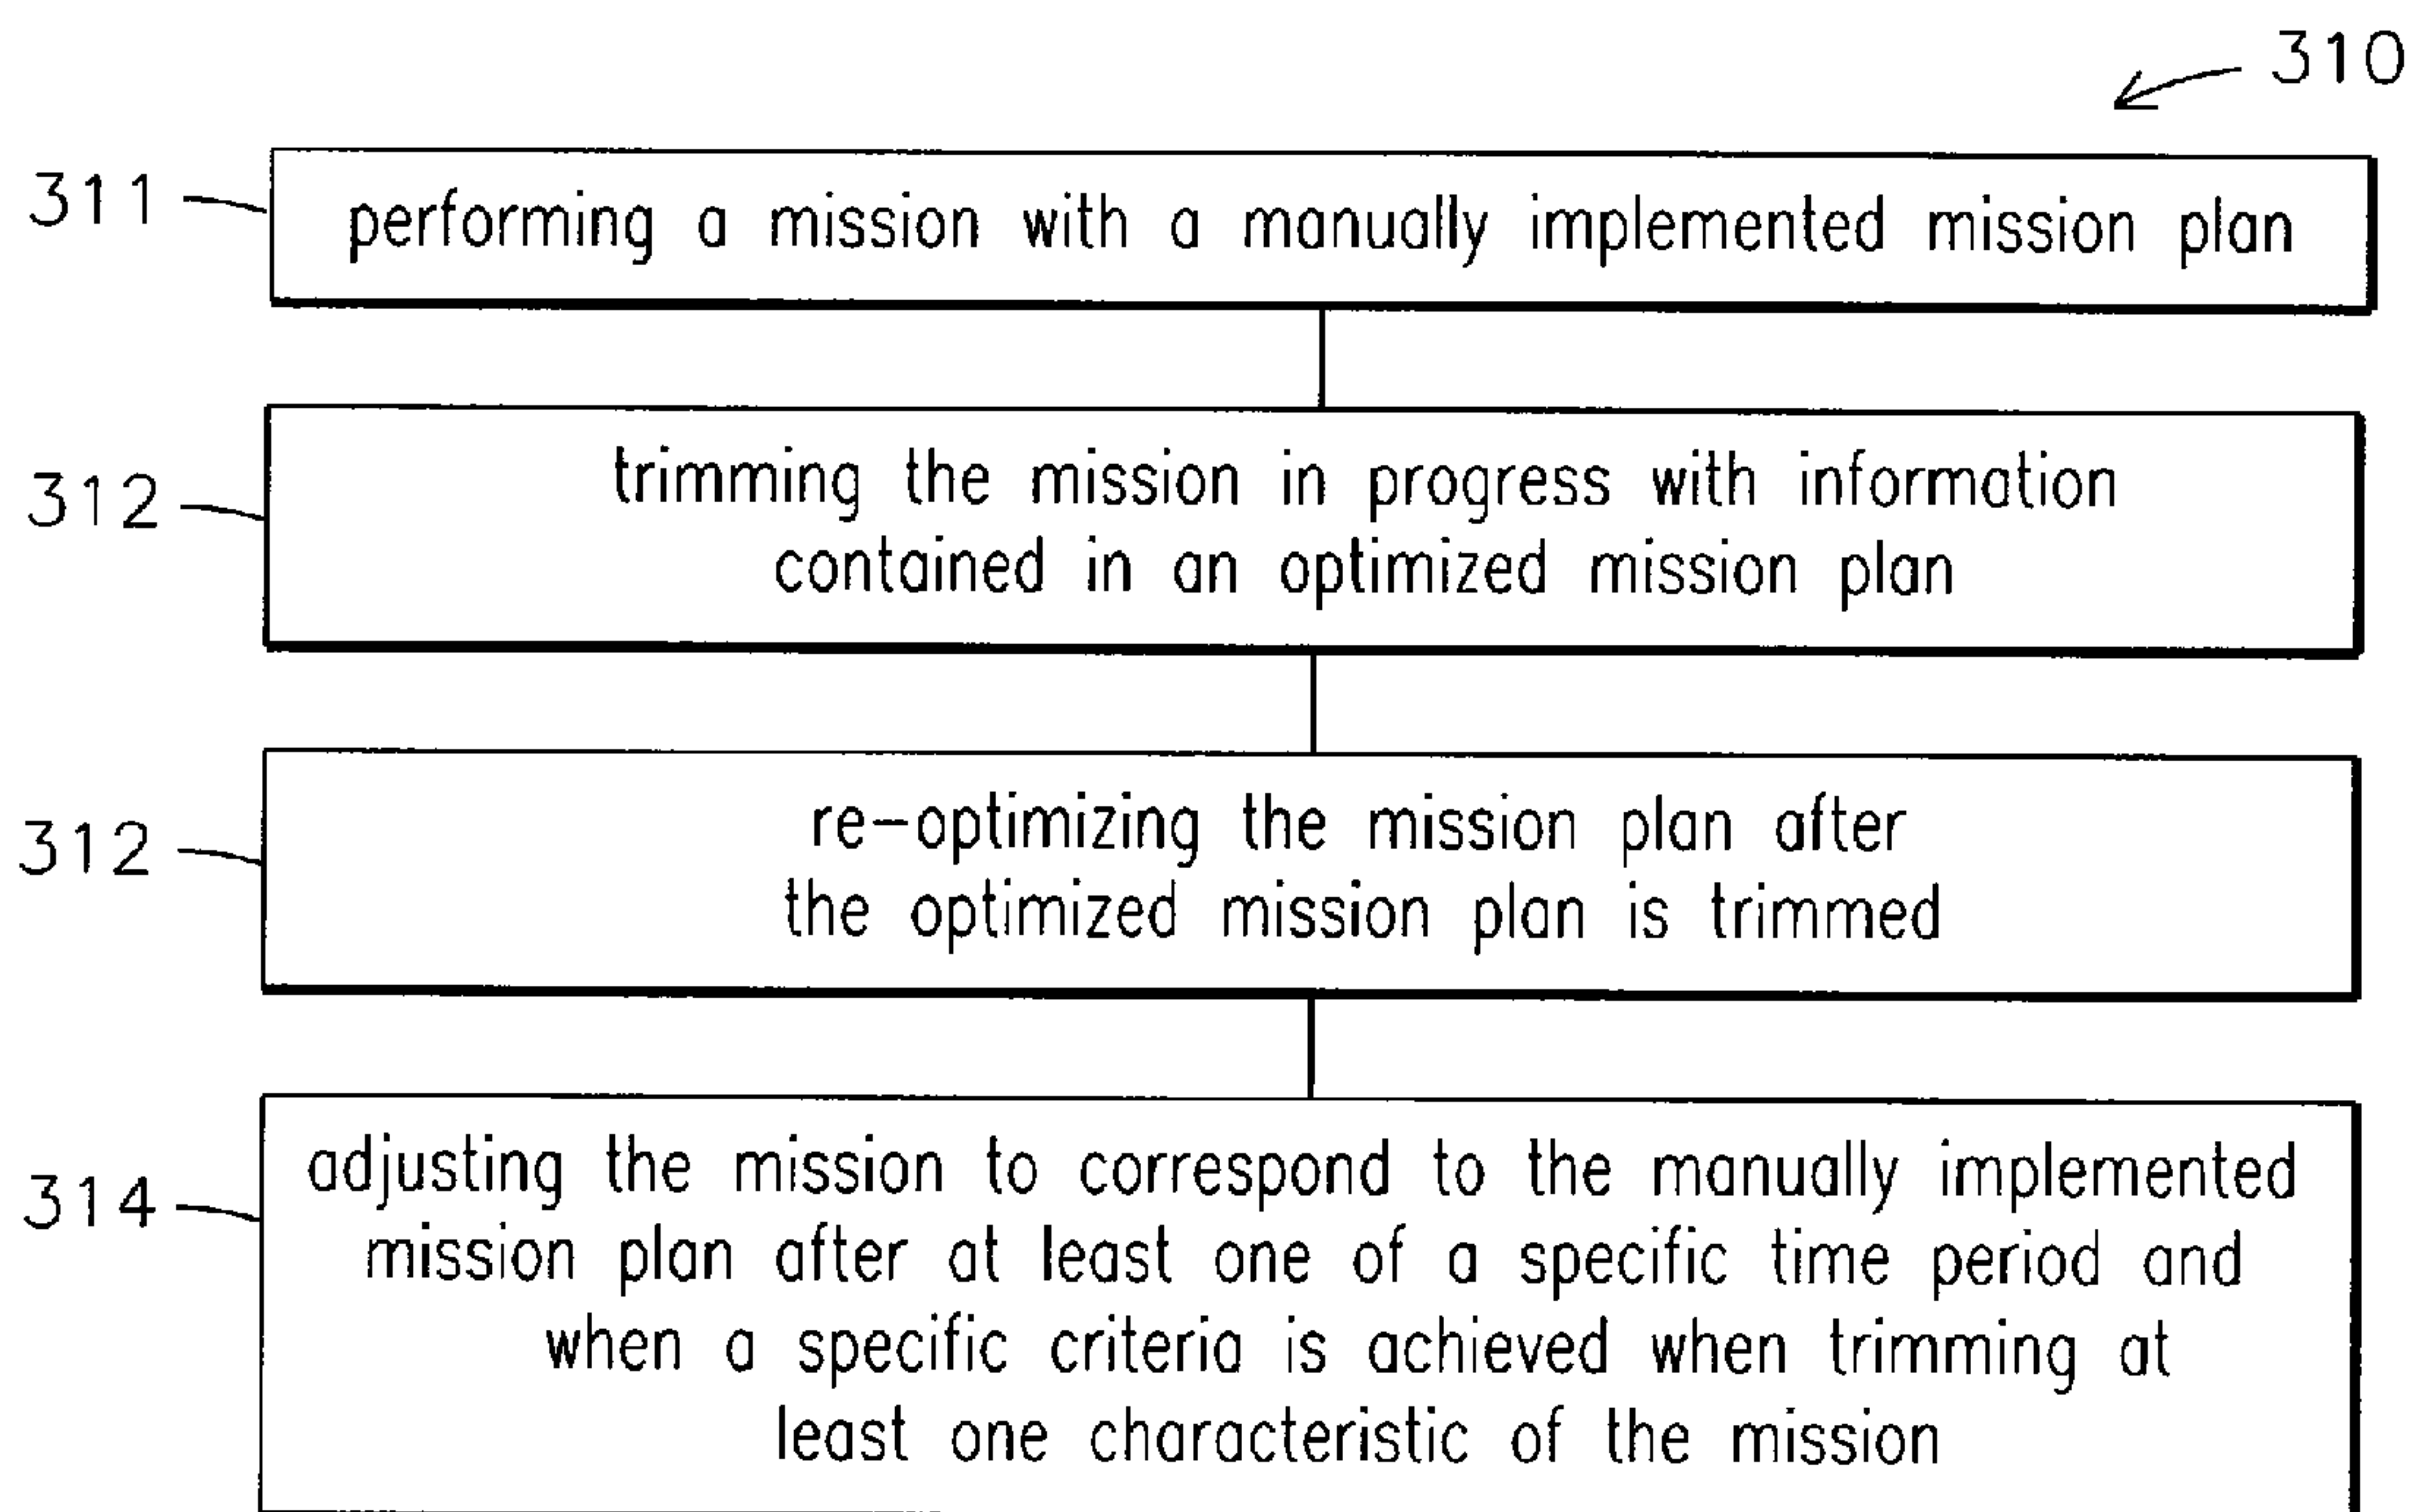 310
311
performing a mission with a manually implemented mission plan
312
trimming the mission in progress with information
contained in an optimized mission plan
312
re-optimizing the mission plan after
the optimized mission plan is trimmed
314
adjusting the mission to correspond to the manually implemented
mission plan after at least one of a specific time period and
when a specific criteria is achieved when trimming at
least one characteristic of the mission